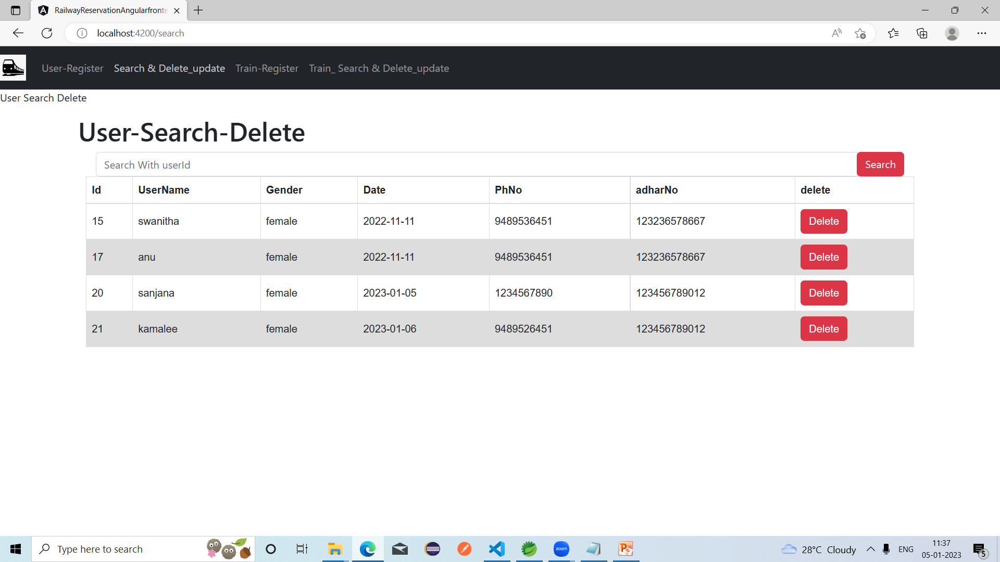 RailwayReservationAngularfronte
localhost:4200/search
User-Register Search & Delete_update Train-Register Train_ Search & Delete_update
User Search Delete
User-Search-Delete
Search With userId Search
Id UserName Gender Date PhNo adharNo delete
15 swanitha female 2022-11-11 9489536451 123236578667 Delete
17 anu female 2022-11-11 9489536451 123236578667 Delete
20 sanjana female 2023-01-05 1234567890 123456789012 Delete
21 kamalee female 2023-01-06 9489526451 123456789012 Delete
Type here to search zoom 28°C Cloudy ENG 11:37
05-01-2023 5